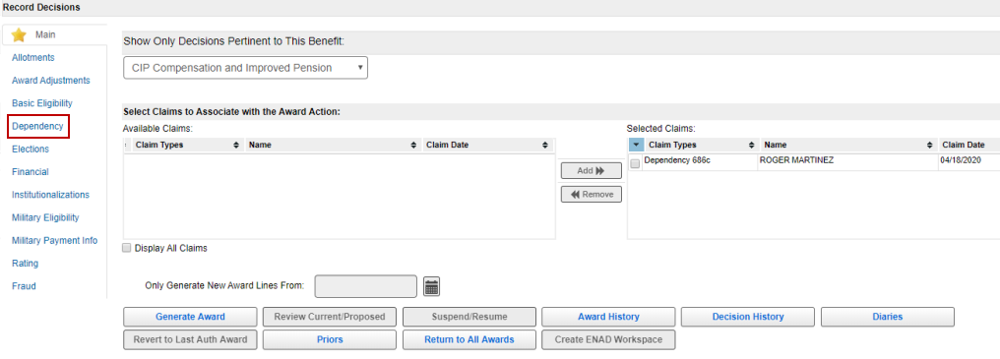 Record Decisions
Main
Allotments
Award Adjustments
Basic Eligibility
Dependency
Elections
Financial
Institutionalizations
Military Eligibility
Military Payment Info
Rating
Fraud
Show Only Decisions Pertinent to This Benefit:
CIP Compensation and Improved Pension
Select Claims to Associate with the Award Action:
Available Claims:
Claim Types Name Claim Date
Add
Remove
Selected Claims:
Claim Types Name Claim Date
Dependency 686c ROGER MARTINEZ 04/18/2020
Display All Claims
Only Generate New Award Lines From:
Generate Award Review Current/Proposed Suspend/Resume Award History Decision History Diaries
Revert to Last Auth Award Priors Return to All Awards Create ENAD Workspace